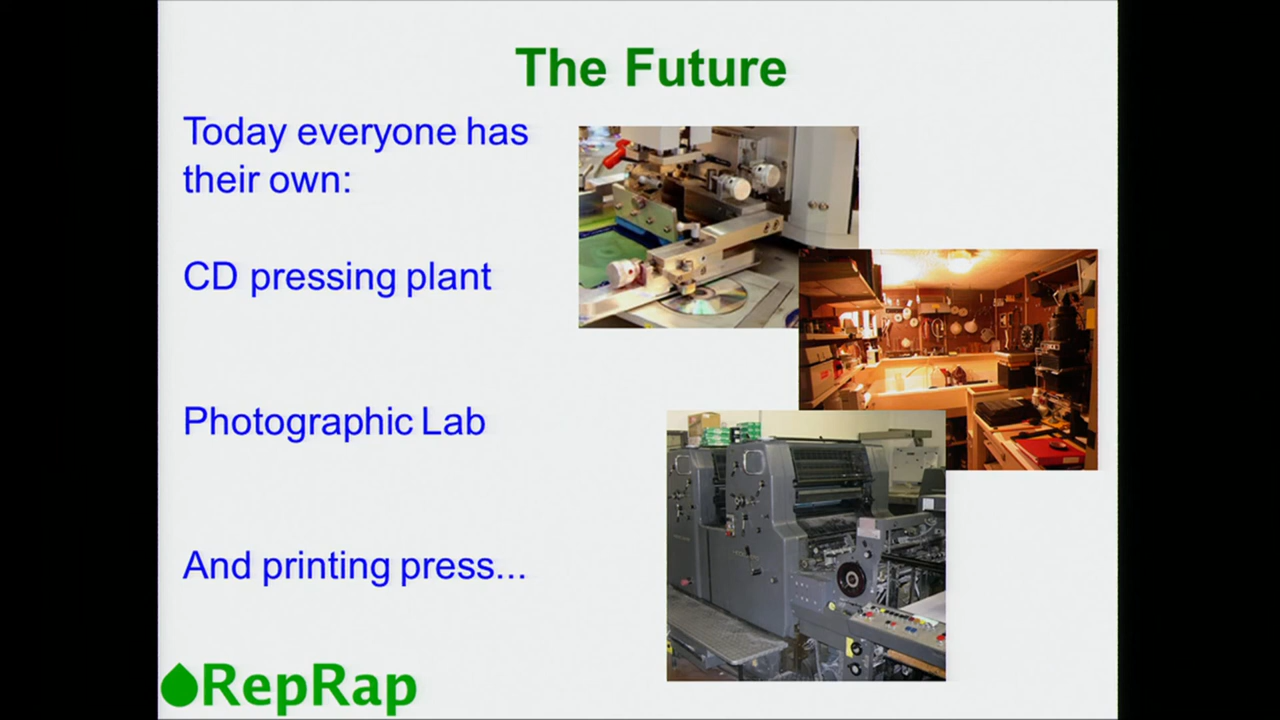 The Future
Today everyone has
their own:
CD pressing plant
Photographic Lab
And printing press...
RepRap